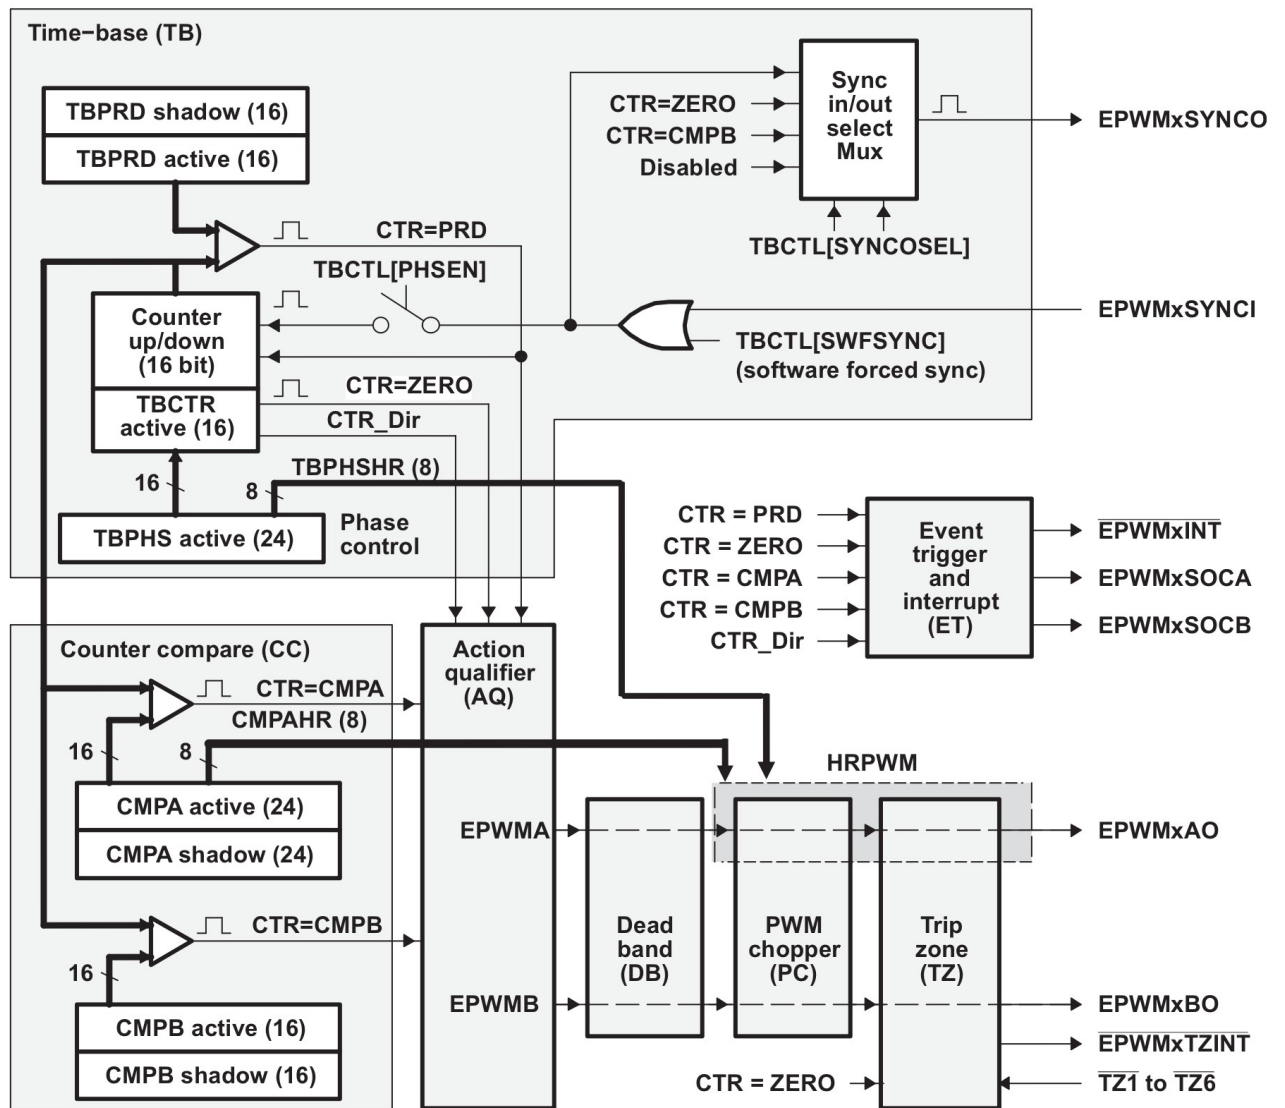 Time−base (TB)
TBPRD shadow (16)
TBPRD active (16)
CTR=PRD
TBCTL[PHSEN]
Counter
up/down
(16 bit)
TBCTR
active (16)
CTR=ZERO
CTR_Dir
16
8
TBPHSHR (8)
TBPHS active (24)
Phase
control
CTR=ZERO
CTR=CMPB
Disabled
Sync
in/out
select
Mux
TBCTL[SYNCOSEL]
EPWMxSYNCO
EPWMxSYNCI
TBCTL[SWFSYNC]
(software forced sync)
CTR = PRD
CTR = ZERO
CTR = CMPA
CTR = CMPB
CTR_Dir
Event
trigger
and
interrupt
(ET)
EPWMxINT
EPWMxSOCA
EPWMxSOCB
Counter compare (CC)
CTR=CMPA
CMPAHR (8)
16
8
CMPA active (24)
CMPA shadow (24)
CTR=CMPB
16
CMPB active (16)
CMPB shadow (16)
Action
qualifier
(AQ)
EPWMA
EPWMB
HRPWM
Dead
band
(DB)
PWM
chopper
(PC)
Trip
zone
(TZ)
EPWMxAO
EPWMxBO
EPWMxTZINT
CTR = ZERO
TZ1 to TZ6